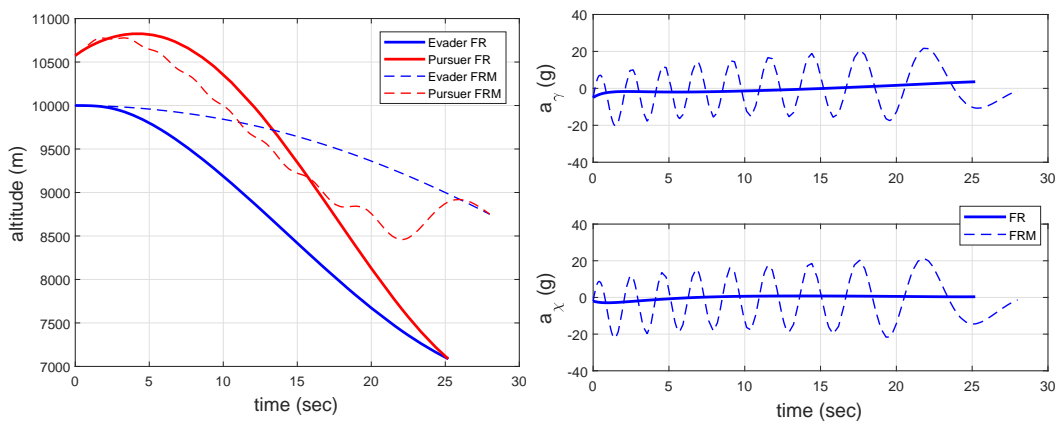 11000
10500
10000
9500
9000
8500
8000
7500
7000
altitude (m)
0 5 10 15 20 25 30
time (sec)
Evader FR
Pursuer FR
Evader FRM
Pursuer FRM
40
20
0
-20
-40
a γ (g)
0 5 10 15 20 25 30
40
20
0
-20
-40
a χ (g)
0 5 10 15 20 25 30
time (sec)
FR
FRM